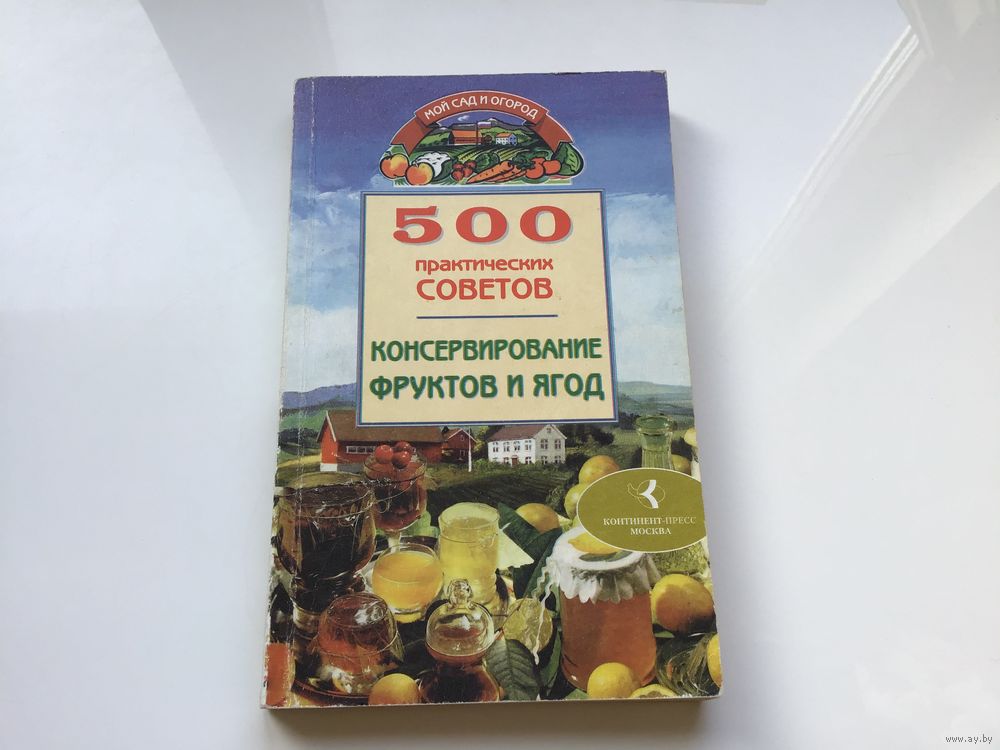 МОЙ САД И ОГОРОД
500
практических
СОВЕТОВ
КОНСЕРВИРОВАНИЕ
ФРУКТОВ И ЯГОД
КОНТИНЕНТ-ПРЕСС
МОСКВА
www.ay.by